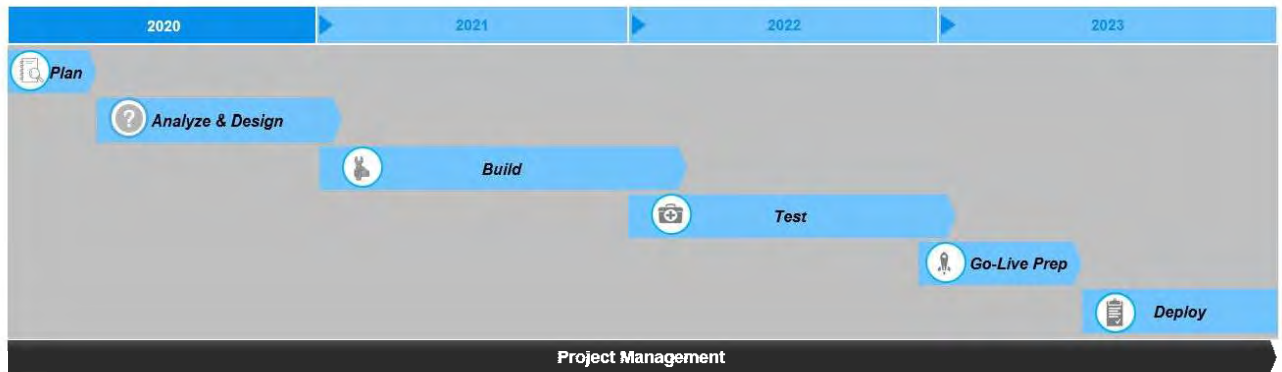 2020 2021 2022 2023
Plan
Analyze & Design
Build
Test
Go-Live Prep
Deploy
Project Management